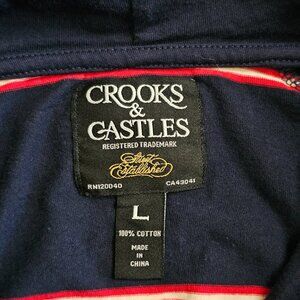 CROOKS
&
CASTLES
REGISTERED TRADEMARK
Street
Established
RN120040 CA43041
L
100% COTTON
MADE
IN
CHINA